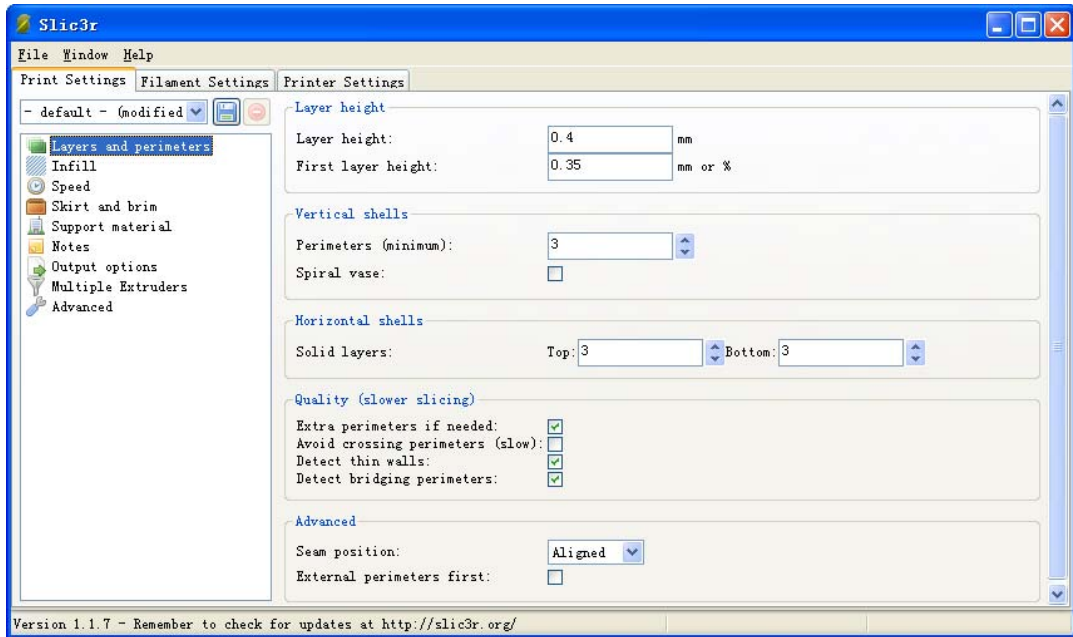 Slic3r
File Window Help
Print Settings Filament Settings Printer Settings
- default - (modified
Layers and perimeters
Infill
Speed
Skirt and brim
Support material
Notes
Output options
Multiple Extruders
Advanced
Layer height
Layer height: 0.4 mm
First layer height: 0.35 mm or %
Vertical shells
Perimeters (minimum): 3
Spiral vase:
Horizontal shells
Solid layers: Top: 3 Bottom: 3
Quality (slower slicing)
Extra perimeters if needed:
Avoid crossing perimeters (slow):
Detect thin walls:
Detect bridging perimeters:
Advanced
Seam position: Aligned
External perimeters first:
Version 1.1.7 - Remember to check for updates at http://slic3r.org/